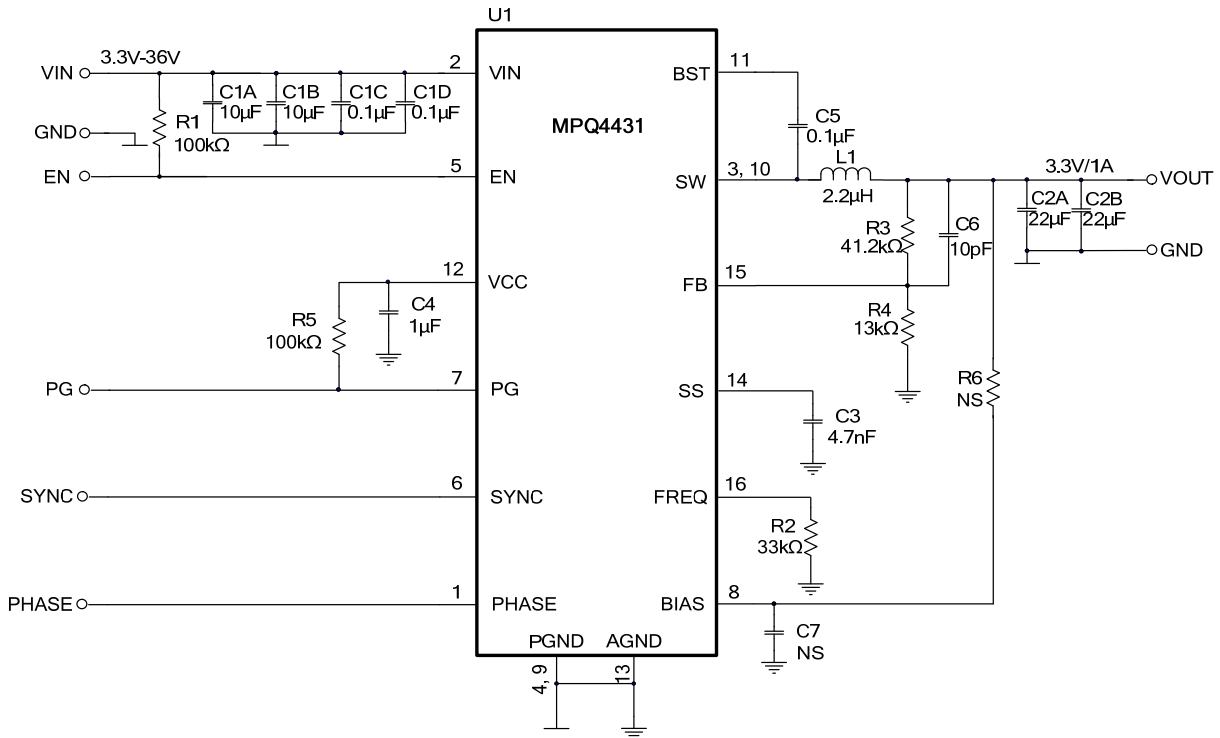 U1
MPQ4431
VIN
3.3V-36V
2
VIN
C1A
10µF
C1B
10µF
C1C
0.1µF
C1D
0.1µF
GND
R1
100kΩ
EN
5
EN
12
VCC
C4
1µF
R5
100kΩ
PG
7
PG
SYNC
6
SYNC
PHASE
1
PHASE
PGND
4, 9
AGND
13
BST
11
C5
0.1µF
SW
3, 10
L1
2.2µH
3.3V/1A
VOUT
C2A
22µF
C2B
22µF
GND
R3
41.2kΩ
C6
10pF
FB
15
R4
13kΩ
R6
NS
SS
14
C3
4.7nF
FREQ
16
R2
33kΩ
BIAS
8
C7
NS